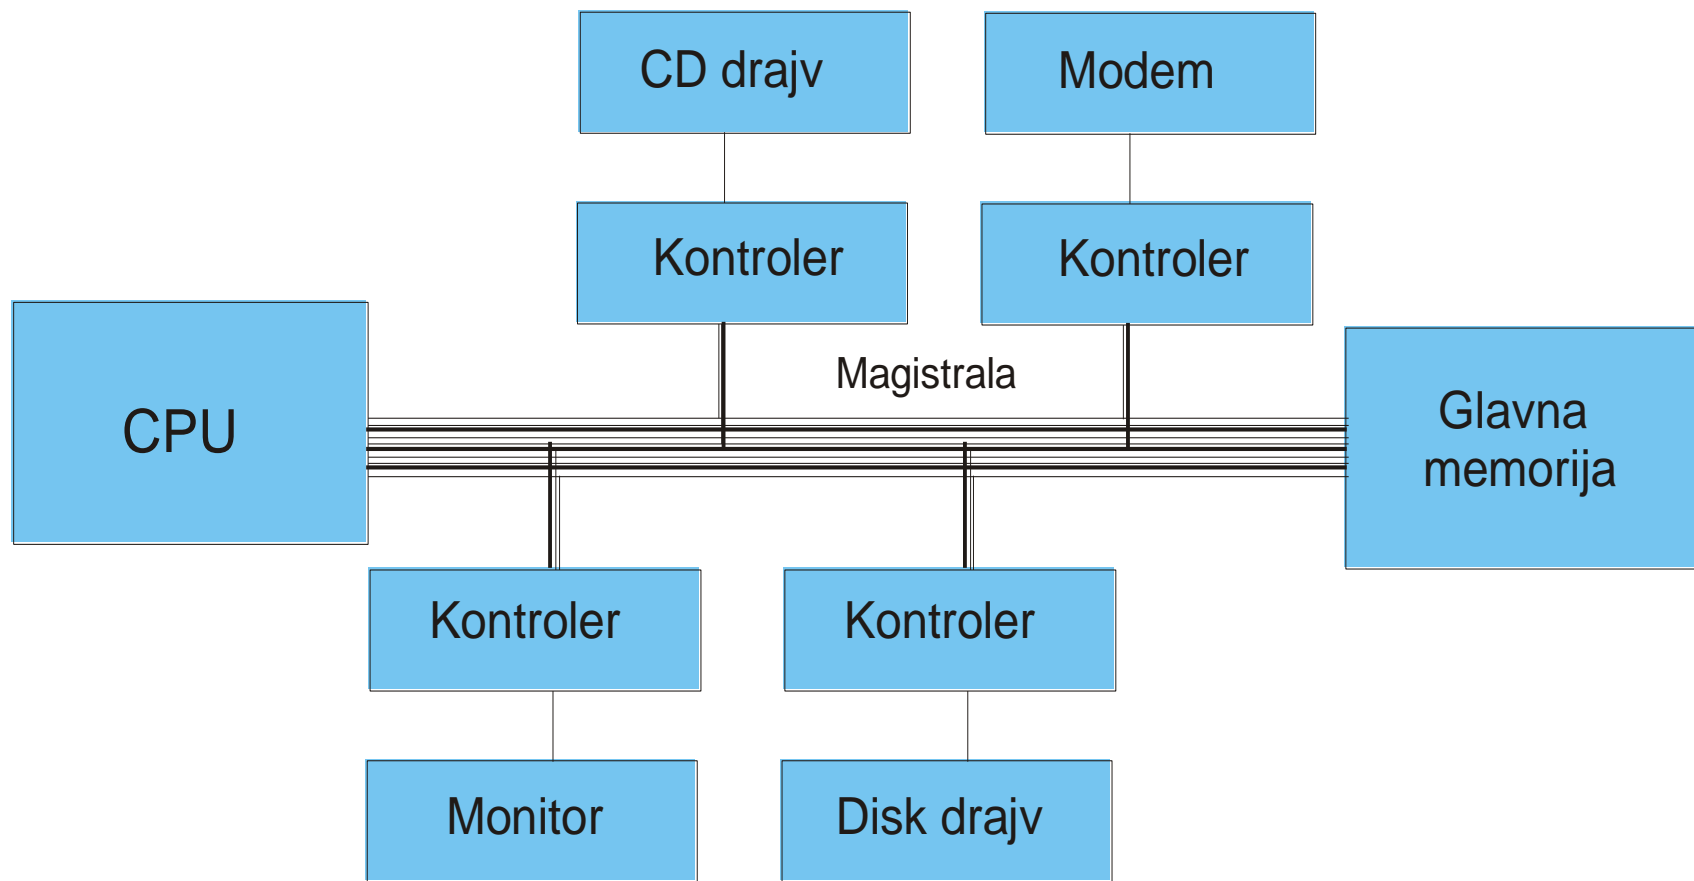 CD drajv
Modem
Kontroler
Kontroler
Magistrala
CPU
Glavna
memorija
Kontroler
Kontroler
Monitor
Disk drajv